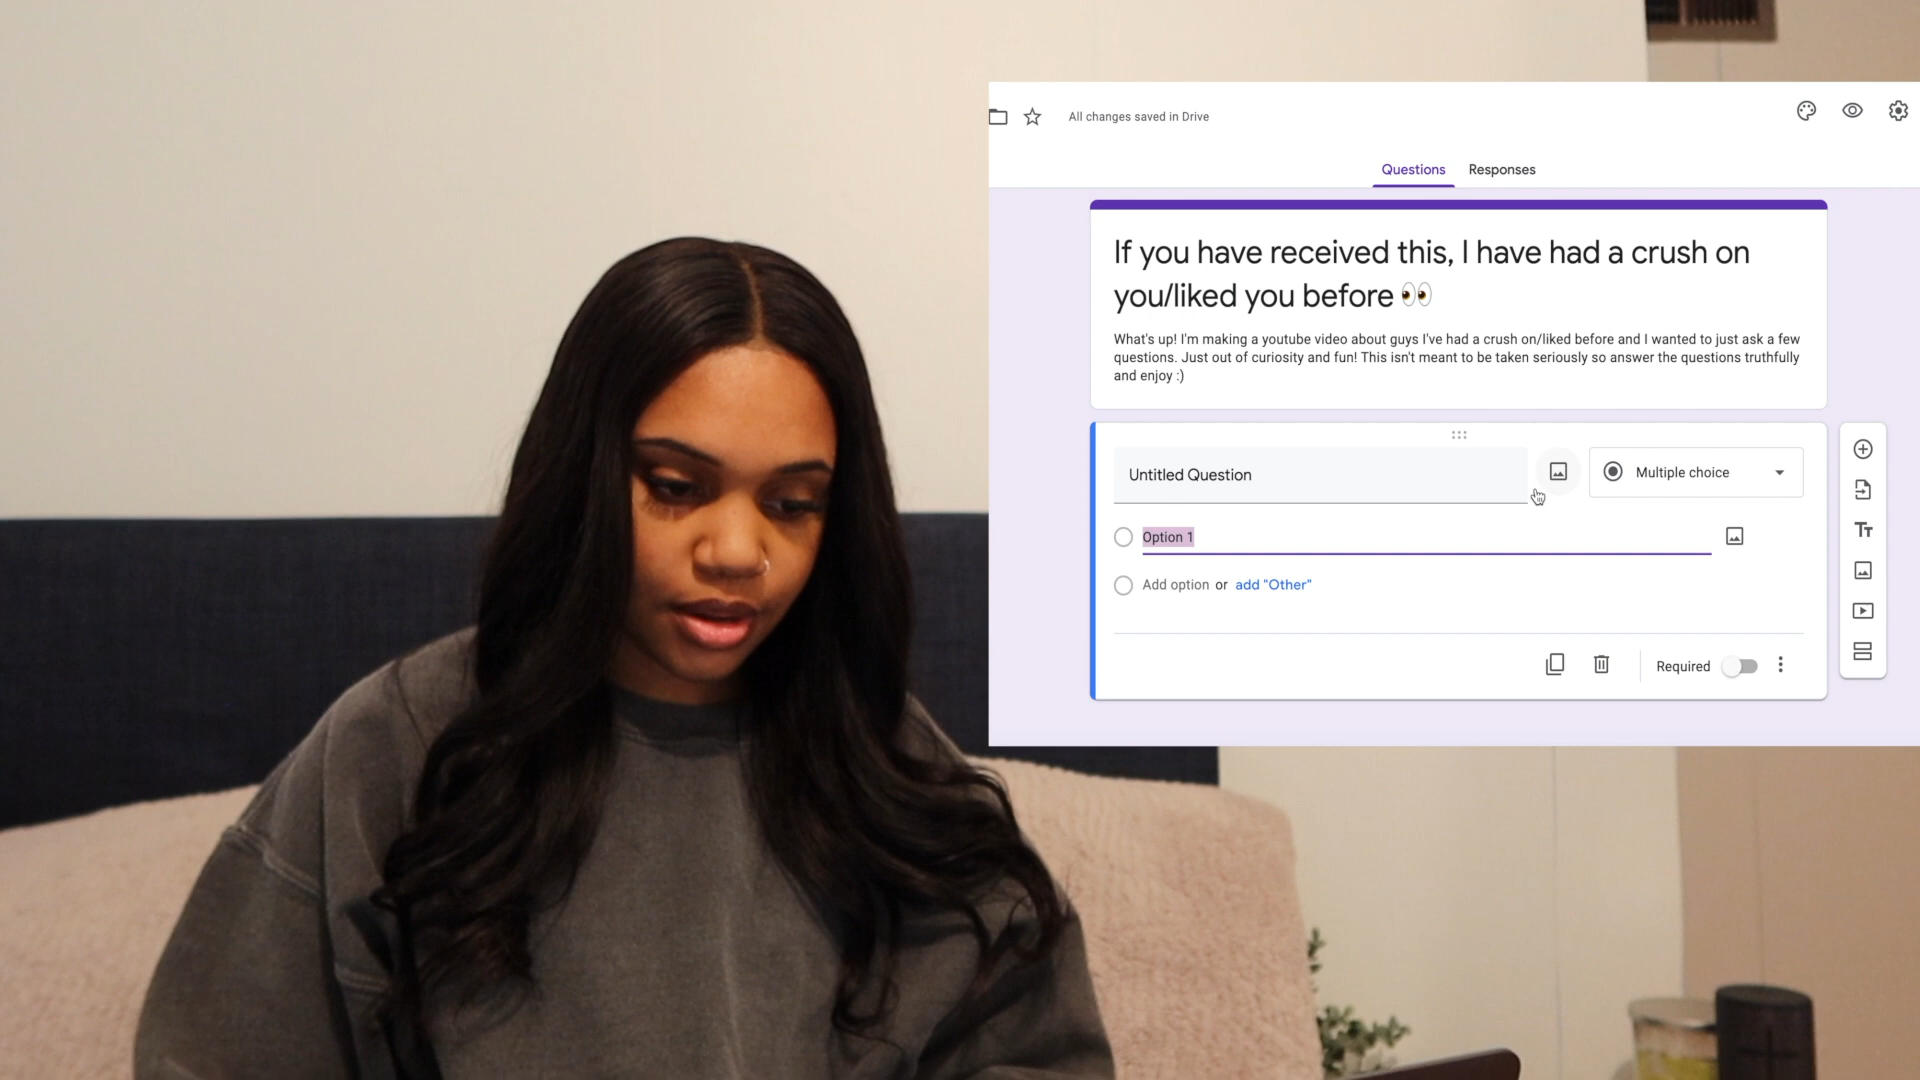 All changes saved in Drive
Questions Responses
If you have received this, I have had a crush on
you/liked you before 👀
What's up! I'm making a youtube video about guys I've had a crush on/liked before and I wanted to just ask a few
questions. Just out of curiosity and fun! This isn't meant to be taken seriously so answer the questions truthfully
and enjoy :)
Untitled Question
Multiple choice
Option 1
Add option or add "Other"
Required